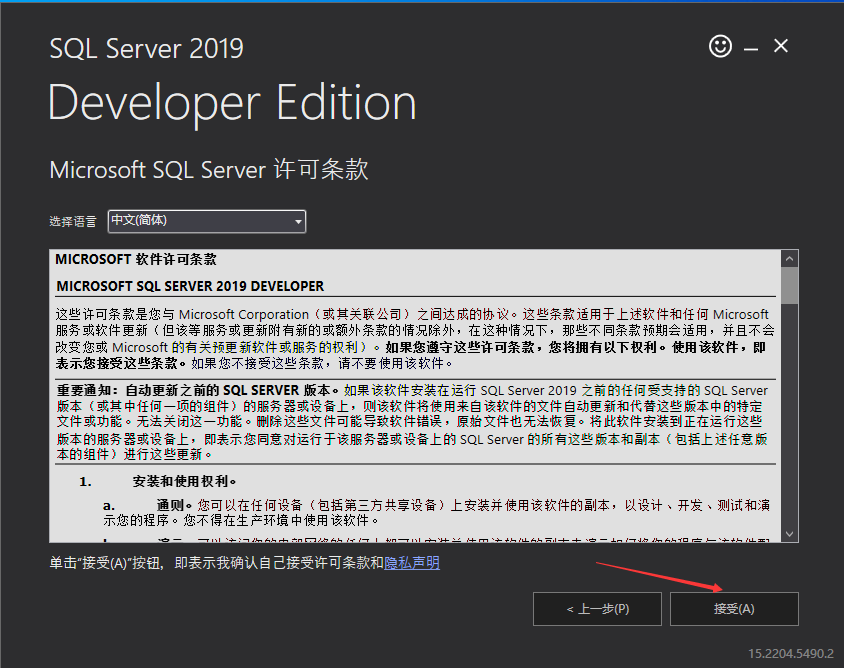 SQL Server 2019
Developer Edition
Microsoft SQL Server 许可条款
选择语言 中文(简体)
MICROSOFT 软件许可条款
MICROSOFT SQL SERVER 2019 DEVELOPER
这些许可条款是您与 Microsoft Corporation（或其关联公司）之间达成的协议。这些条款适用于上述软件和任何 Microsoft
服务或软件更新（但该等服务或更新附有新的或额外条款的情况除外，在这种情况下，那些不同条款预期会适用，并且不会
改变您或 Microsoft 的有关预更新软件或服务的权利）。如果您遵守这些许可条款，您将拥有以下权利。使用该软件，即
表示您接受这些条款。如果您不接受这些条款，请不要使用该软件。
重要通知：自动更新之前的 SQL SERVER 版本。如果该软件安装在运行 SQL Server 2019 之前的任何受支持的 SQL Server
版本（或其中任何一项的组件）的服务器或设备上，则该软件将使用来自该软件的文件自动更新和代替这些版本中的特定
文件或功能。无法关闭这一功能。删除这些文件可能导致软件错误，原始文件也无法恢复。将此软件安装到正在运行这些
版本的服务器或设备上，即表示您同意对运行于该服务器或设备上的 SQL Server 的所有这些版本和副本（包括上述任意版
本的组件）进行这些更新。
1. 安装和使用权利。
a. 通则。您可以在任何设备（包括第三方共享设备）上安装并使用该软件的副本，以设计、开发、测试和演
示您的程序。您不得在生产环境中使用该软件。
单击“接受(A)”按钮，即表示我确认自己接受许可条款和隐私声明
< 上一步(P)
接受(A)
15.2204.5490.2